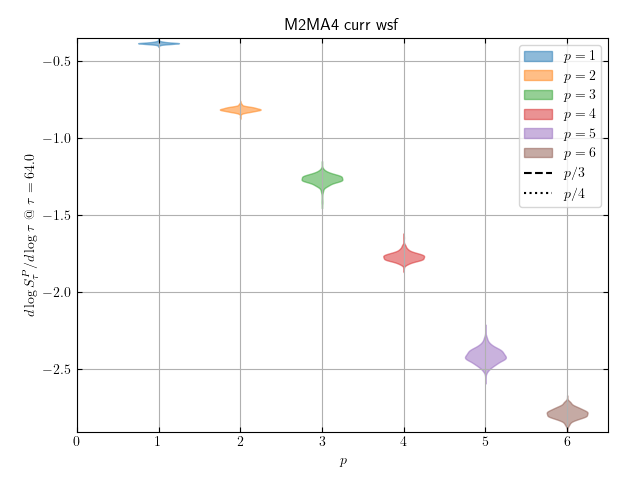 M2MA4 curr wsf
d log S_τ^P / d log τ @ τ = 64.0
−0.5
−1.0
−1.5
−2.0
−2.5
0 1 2 3 4 5 6
p
p = 1
p = 2
p = 3
p = 4
p = 5
p = 6
p/3
p/4